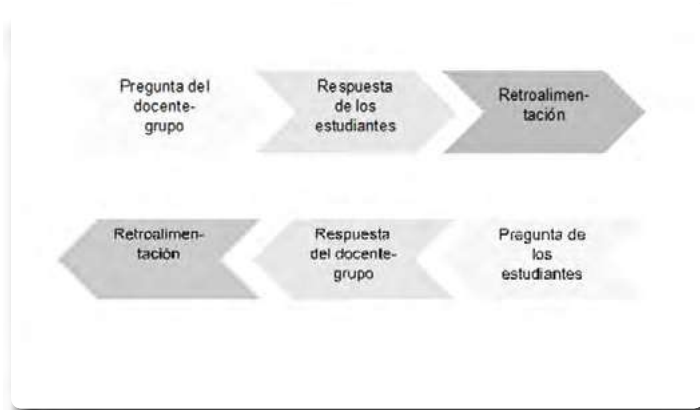 Pregunta del
docente-
grupo
Respuesta
de los
estudiantes
Retroalimen-
tación
Retroalimen-
tación
Respuesta
del docente-
grupo
Pregunta de
los
estudiantes